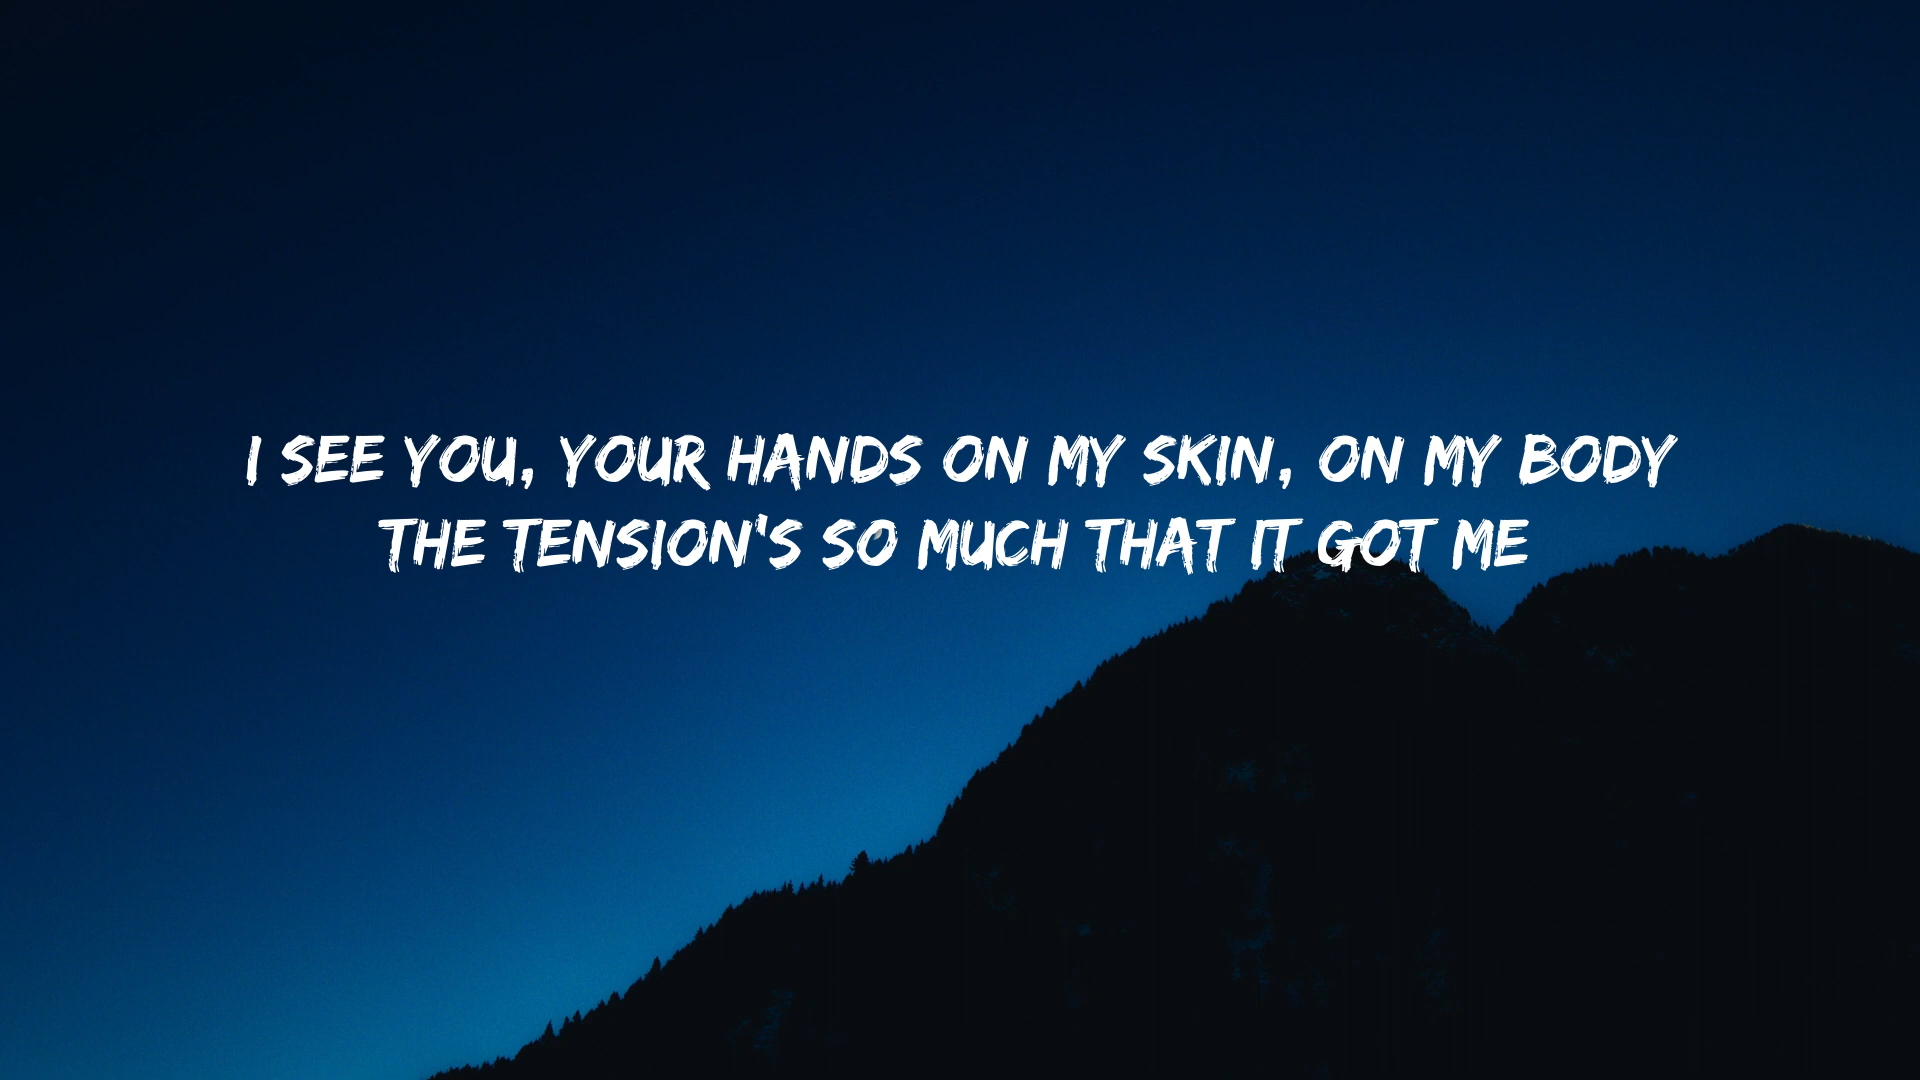 I SEE YOU, YOUR HANDS ON MY SKIN, ON MY BODY
THE TENSION'S SO MUCH THAT IT GOT ME